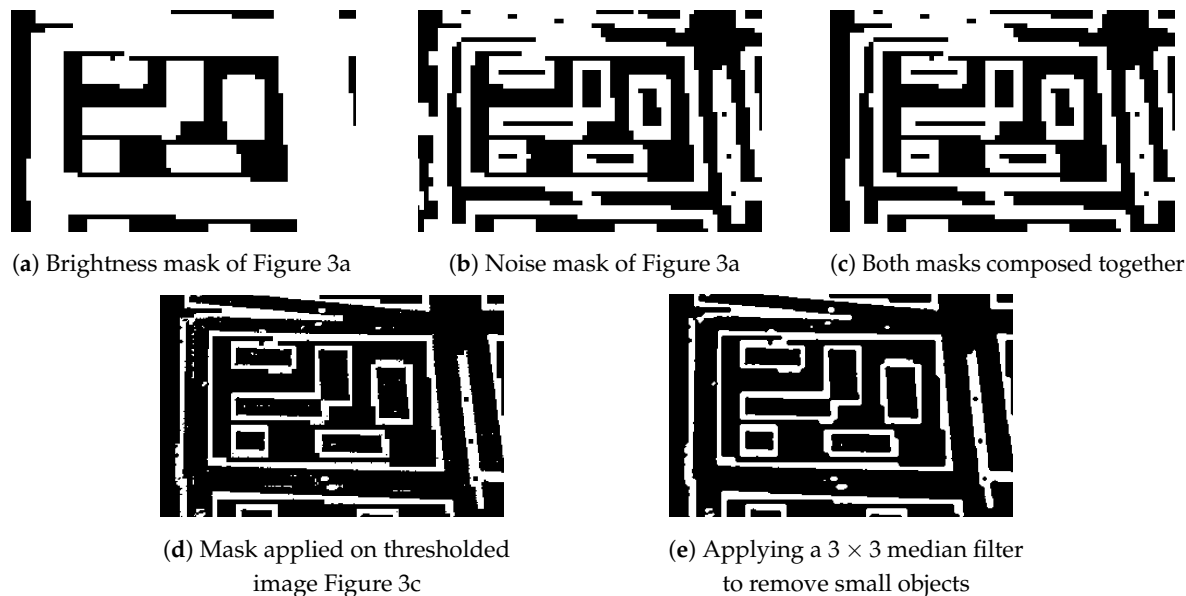 (a) Brightness mask of Figure 3a
(b) Noise mask of Figure 3a
(c) Both masks composed together
(d) Mask applied on thresholded
image Figure 3c
(e) Applying a 3 × 3 median filter
to remove small objects